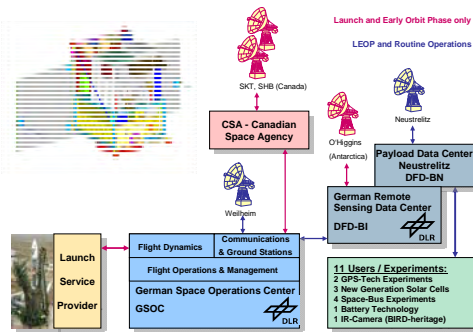 Launch and Early Orbit Phase only
LEOP and Routine Operations
SKT, SHB (Canada)
CSA - Canadian
Space Agency
Neustrelitz
O'Higgins
(Antarctica)
Payload Data Center
Neustrelitz
DFD-BN
Weilheim
German Remote
Sensing Data Center
DFD-BI
DLR
Launch
Service
Provider
Flight Dynamics
Communications
& Ground Stations
Flight Operations & Management
German Space Operations Center
GSOC
DLR
11 Users / Experiments:
2 GPS-Tech Experiments
3 New Generation Solar Cells
4 Space-Bus Experiments
1 Battery Technology
1 IR-Camera (BIRD-heritage)